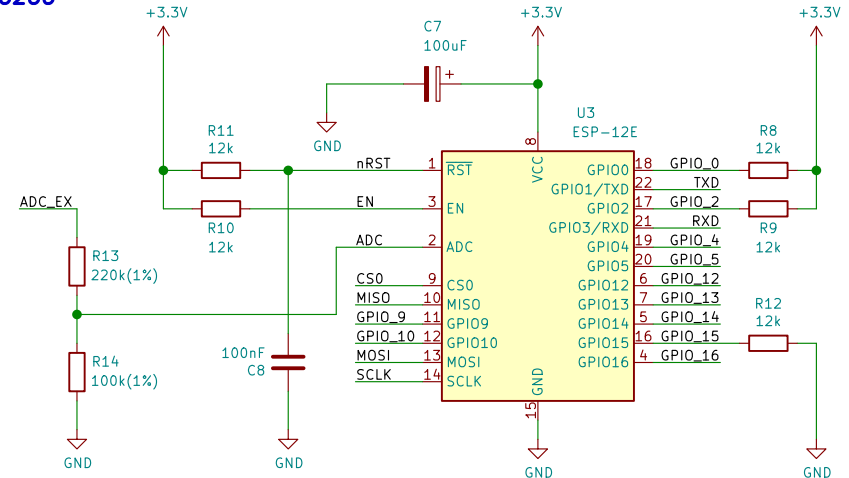 +3.3V
+3.3V
+3.3V
C7
100uF
+
GND
U3
ESP-12E
R11
12k
R8
12k
8
VCC
nRST
1
RST
GPIO0
18
GPIO_0
GPIO1/TXD
22
TXD
ADC_EX
EN
3
EN
GPIO2
17
GPIO_2
R10
12k
GPIO3/RXD
21
RXD
R9
12k
ADC
2
ADC
GPIO4
19
GPIO_4
R13
220k(1%)
GPIO5
20
GPIO_5
CS0
9
CS0
GPIO12
6
GPIO_12
MISO
10
MISO
GPIO13
7
GPIO_13
GPIO_9
11
GPIO9
GPIO14
5
GPIO_14
R12
12k
GPIO_10
12
GPIO10
GPIO15
16
GPIO_15
MOSI
13
MOSI
GPIO16
4
GPIO_16
SCLK
14
SCLK
100nF
C8
R14
100k(1%)
GND
15
GND
GND
GND
GND